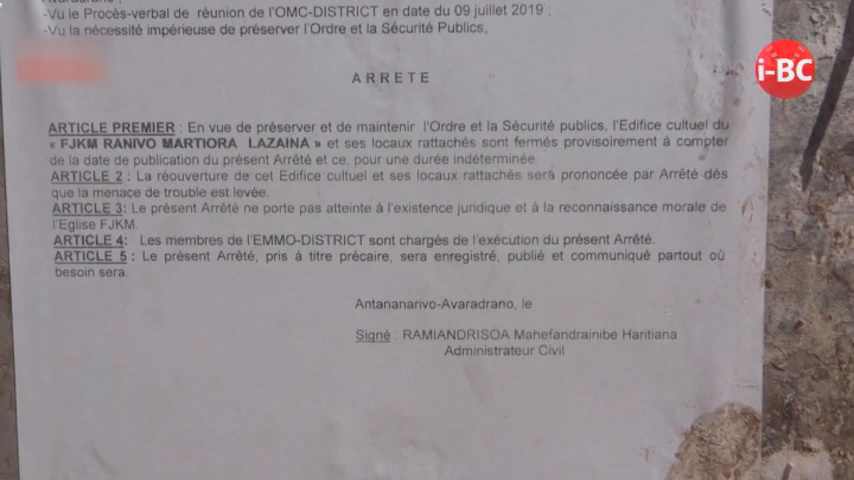 -Vu le Procès-verbal de réunion de l'OMC-DISTRICT en date du 09 juillet 2019 ;
-Vu la nécessité impérieuse de préserver l'Ordre et la Sécurité Publics,
i-BC
ARRETE
ARTICLE PREMIER : En vue de préserver et de maintenir l'Ordre et la Sécurité publics, l'Edifice cultuel du
« FJKM RANIVO MARTIORA LAZAINA » et ses locaux rattachés sont fermés provisoirement à compter
de la date de publication du présent Arrêté et ce, pour une durée indéterminée.
ARTICLE 2 : La réouverture de cet Edifice cultuel et ses locaux rattachés sera prononcée par Arrêté dès
que la menace de trouble est levée.
ARTICLE 3: Le présent Arrêté ne porte pas atteinte à l'existence juridique et à la reconnaissance morale de
l'Eglise FJKM.
ARTICLE 4: Les membres de l'EMMO-DISTRICT sont chargés de l'exécution du présent Arrêté.
ARTICLE 5 : Le présent Arrêté, pris à titre précaire, sera enregistré, publié et communiqué partout où
besoin sera.
Antananarivo-Avaradrano, le
Signé : RAMIANDRISOA Mahefandrainibe Haritiana
Administrateur Civil